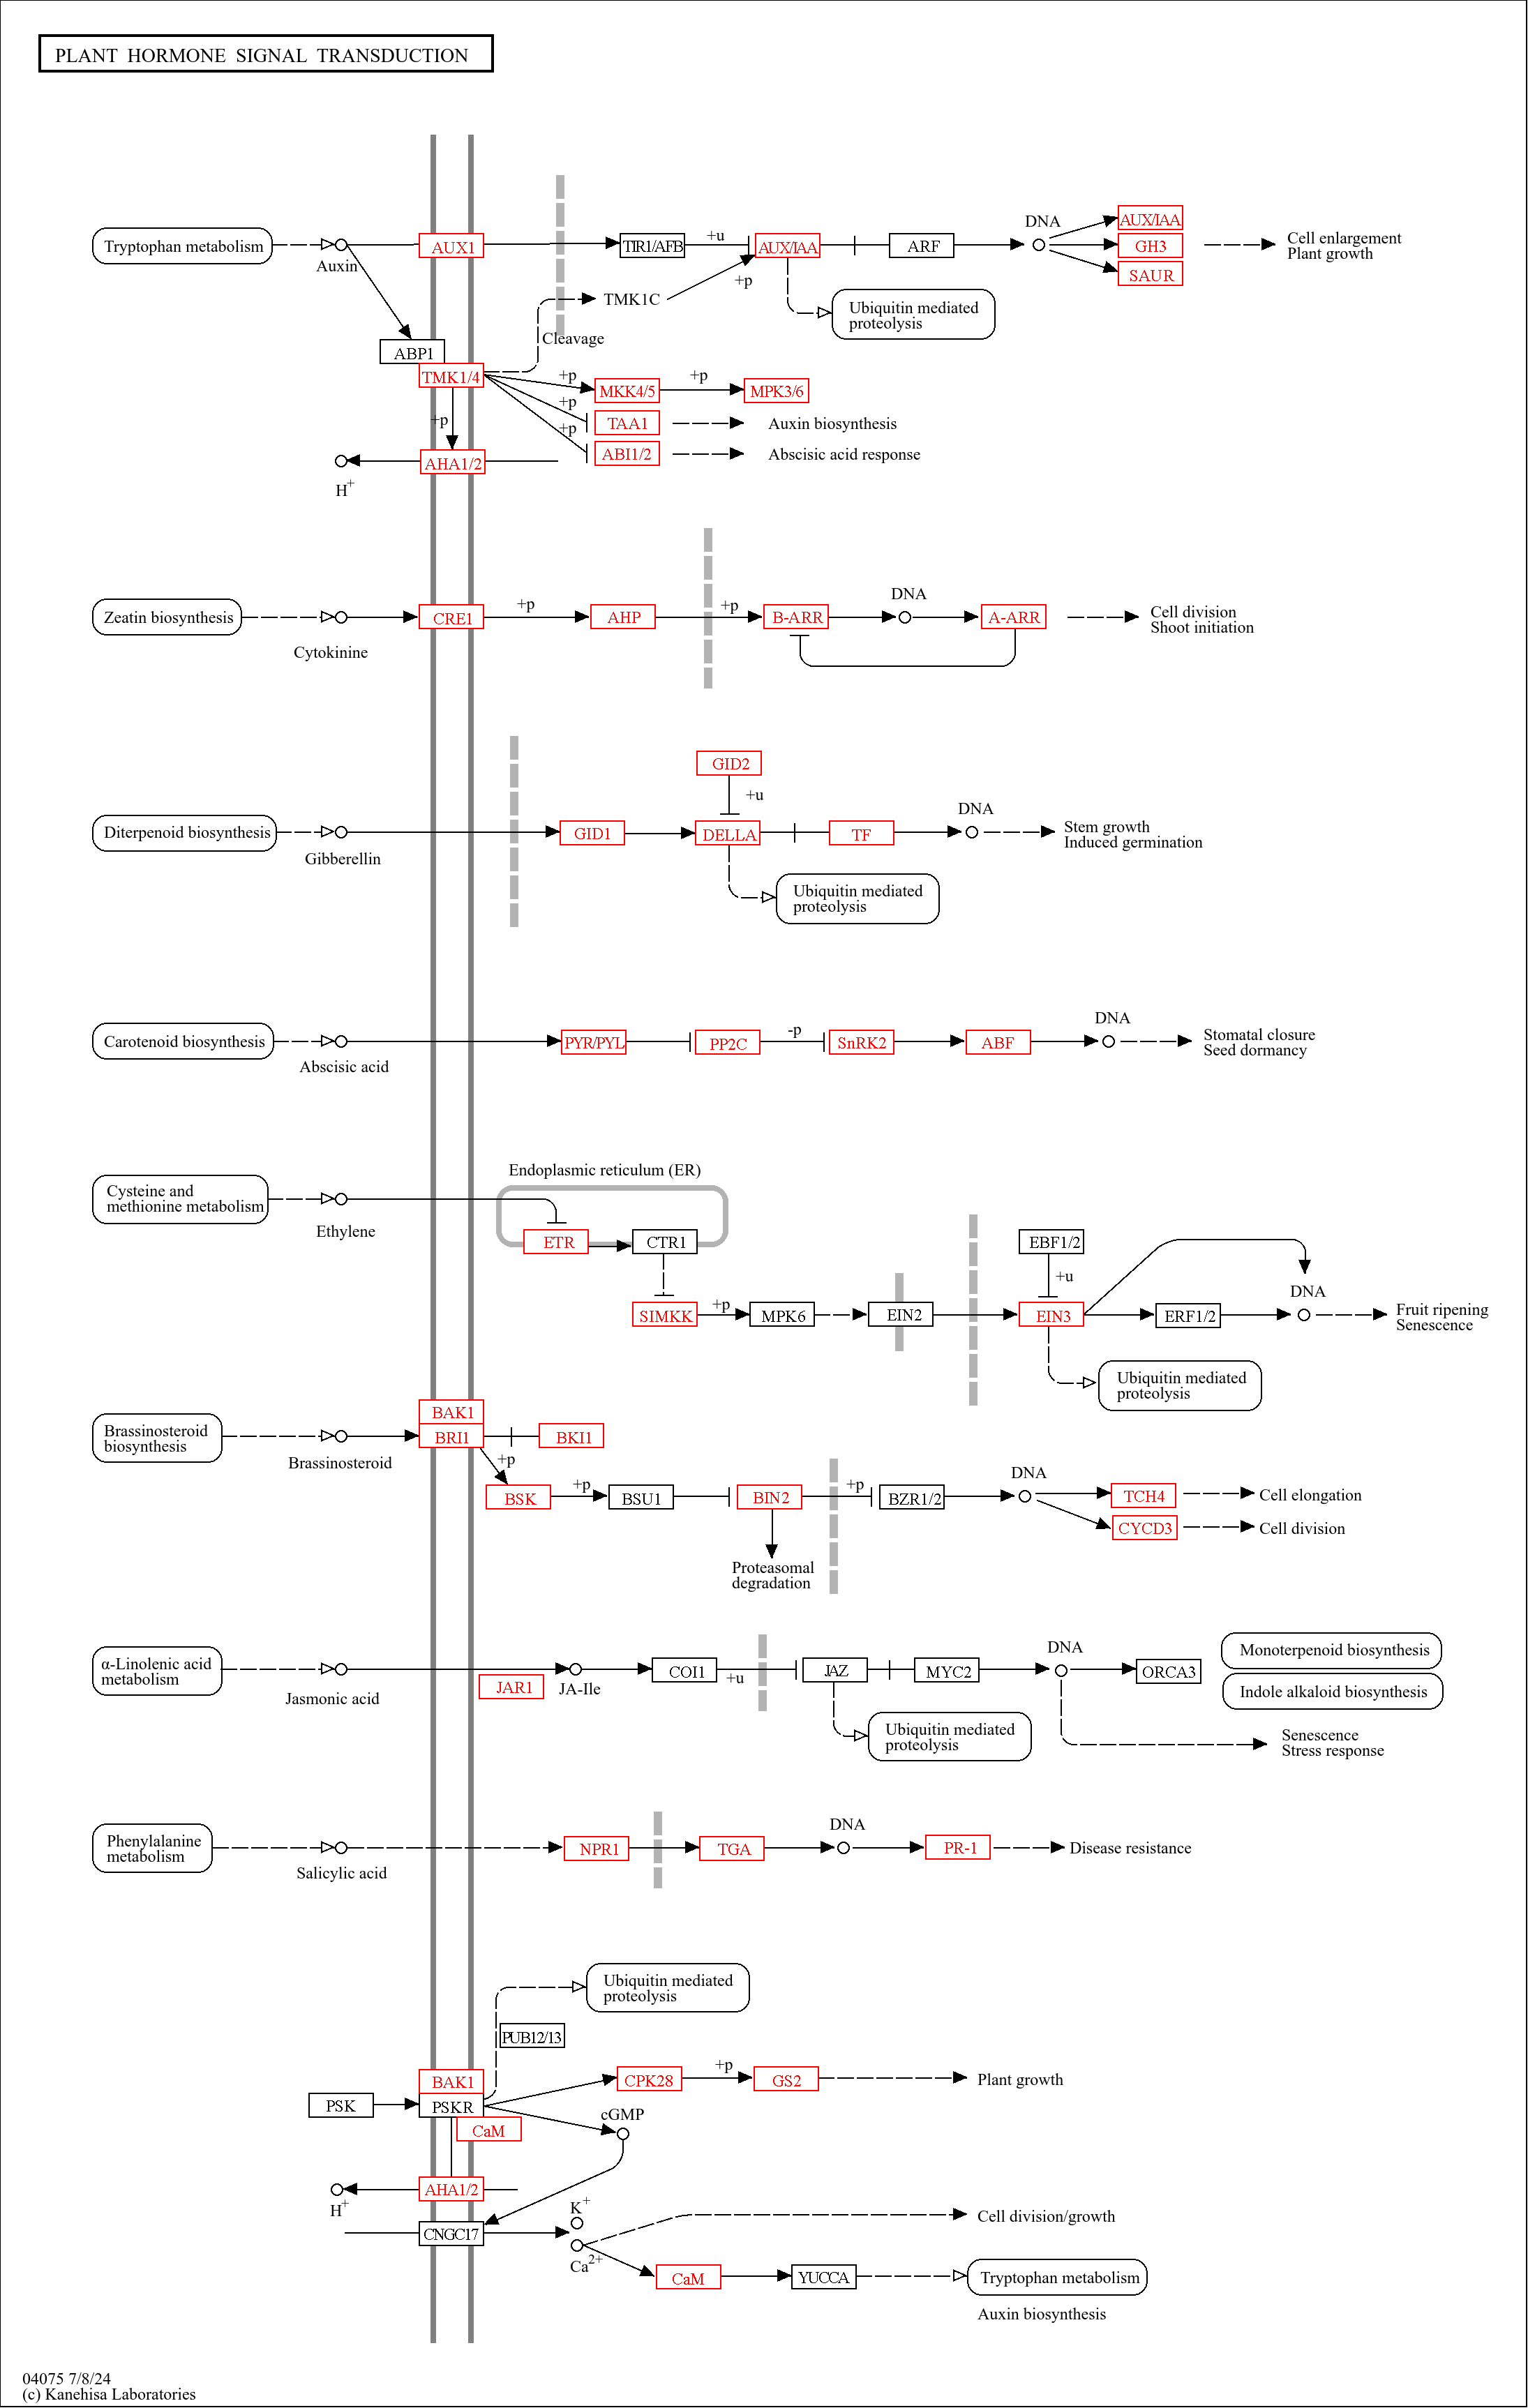 PLANT HORMONE SIGNAL TRANSDUCTION
Tryptophan metabolism
Auxin
AUX1
TIR1/AFB
+u
AUX/IAA
ARF
DNA
AUX/IAA
GH3
SAUR
Cell enlargement
Plant growth
TMK1C
+p
Cleavage
Ubiquitin mediated
proteolysis
ABP1
TMK1/4
+p
MKK4/5
+p
MPK3/6
+p
TAA1
Auxin biosynthesis
+p
ABI1/2
Abscisic acid response
+p
AHA1/2
H+
Zeatin biosynthesis
Cytokinine
CRE1
+p
AHP
+p
B-ARR
DNA
A-ARR
Cell division
Shoot initiation
GID2
+u
Diterpenoid biosynthesis
Gibberellin
GID1
DELLA
TF
DNA
Stem growth
Induced germination
Ubiquitin mediated
proteolysis
Carotenoid biosynthesis
Abscisic acid
PYR/PYL
PP2C
-p
SnRK2
ABF
DNA
Stomatal closure
Seed dormancy
Endoplasmic reticulum (ER)
Cysteine and
methionine metabolism
Ethylene
ETR
CTR1
EBF1/2
+u
SIMKK
+p
MPK6
EIN2
EIN3
ERF1/2
DNA
Fruit ripening
Senescence
Ubiquitin mediated
proteolysis
Brassinosteroid
biosynthesis
Brassinosteroid
BAK1
BRI1
BKI1
+p
BSK
+p
BSU1
BIN2
+p
BZR1/2
DNA
TCH4
Cell elongation
CYCD3
Cell division
Proteasomal
degradation
α-Linolenic acid
metabolism
Jasmonic acid
JAR1
JA-Ile
COI1
+u
JAZ
MYC2
DNA
ORCA3
Monoterpenoid biosynthesis
Indole alkaloid biosynthesis
Ubiquitin mediated
proteolysis
Senescence
Stress response
Phenylalanine
metabolism
Salicylic acid
NPR1
TGA
DNA
PR-1
Disease resistance
Ubiquitin mediated
proteolysis
PUB12/13
BAK1
PSK
PSKR
CaM
CPK28
+p
GS2
Plant growth
cGMP
AHA1/2
H+
CNGC17
K+
Ca2+
Cell division/growth
CaM
YUCCA
Tryptophan metabolism
Auxin biosynthesis
04075 7/8/24
(c) Kanehisa Laboratories